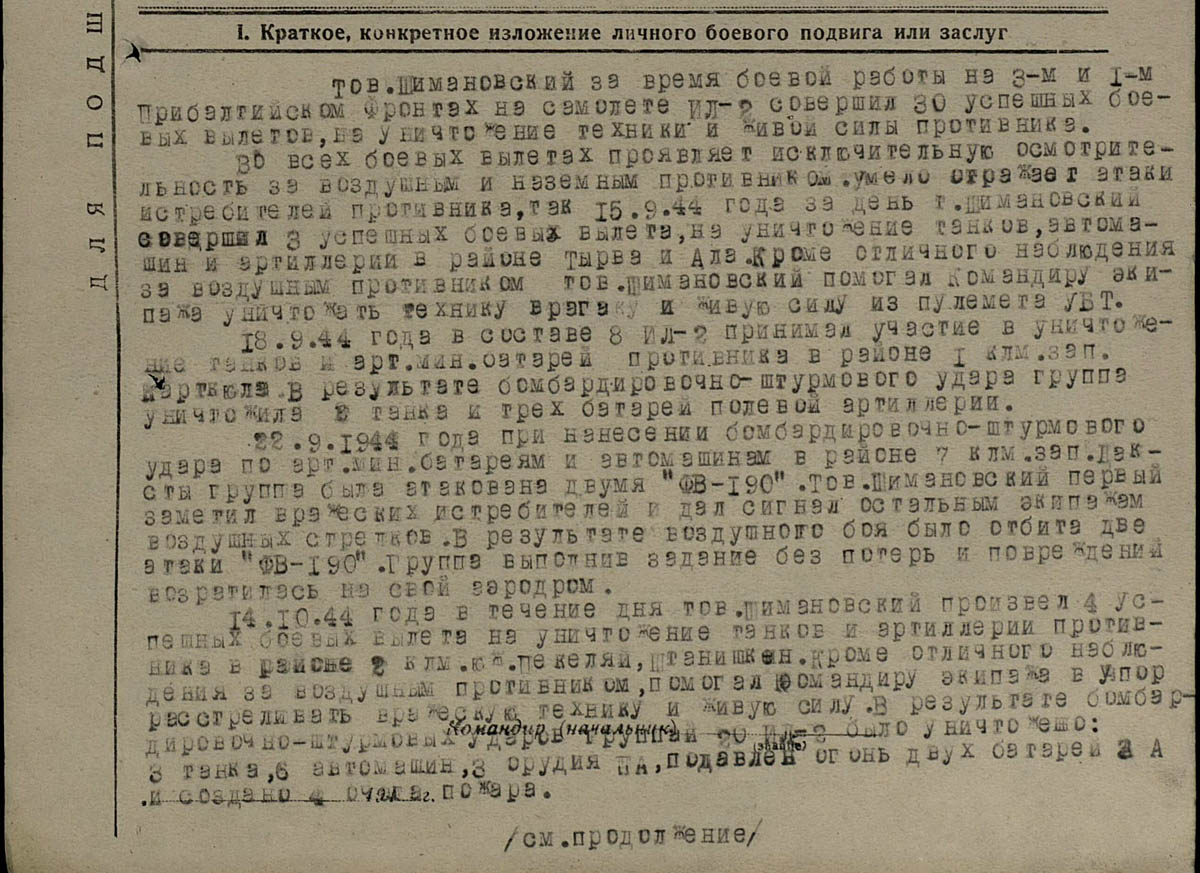 ДЛЯ ПОДШ
I. Краткое, конкретное изложение личного боевого подвига или заслуг
тов.Шимановский за время боевой работы на 3-м и I-м
Прибалтийском Фронтах на самолете ИЛ-2 совершил 30 успешных бое-
вых вылетов,на уничтожение техники и живой силы противника.
Во всех боевых вылетах проявляет исключительную осмотрите-
льность за воздушным и наземным противником.умело отражает атаки
истребителей противника,так 15.9.44 года за день т.Шимановский
совершил 3 успешных боевых вылета,на уничтожение танков,автома-
шин и артиллерии в районе Тырва и Ала.Кроме отличного наблюдения
за воздушным противником тов.Шимановский помогал Командиру эки-
пажа уничтожать технику врагаку и живую силу из пулемета УБТ.
18.9.44 года в составе 8 ИЛ-2 принимал участие в уничтоже-
ние танков и арт.мин.батарей противника в районе I клм.зап.
Карткюла.В результате бомбардировочно-штурмового удара группа
уничтожила танка и трех батарей полевой артиллерии.
22.9.1944 года при нанесении бомбардировочно-штурмового
удара по арт.мин.батареям и автомашинам в районе 7 клм.зап.Дак-
сты группа была атакована двумя "ФВ-190".Тов.Шимановский первый
заметил вражеских истребителей и дал сигнал остальным экипажам
воздушных стрелков.В результате воздушного боя было отбита две
атаки "ФВ-190".Группа выполнив задание без потерь и повреждений
возратилась на свой аэродром.
14.10.44 года в течение дня тов.Шимановский произвел 4 ус-
пешных боевых вылета на уничтожение танков и артиллерии против-
ника в районе 2 клм.юж.Пекеляй,Штанишкен.Кроме отличного наблю-
дения за воздушным противником,помогал Командиру экипажа в упор
расстреливать вражескую технику и живую силу.В результате бомбар-
Командир (начальник)
дировочно-штурмовых ударов группай 20 ИЛ-2 было уничтожешо:
(звание)
3 танка,6 автомашин,3 орудия ПА,подавлен огонь двух батарей А
.и создано 4 очага пожара.
194 г.
/см.продолжение/